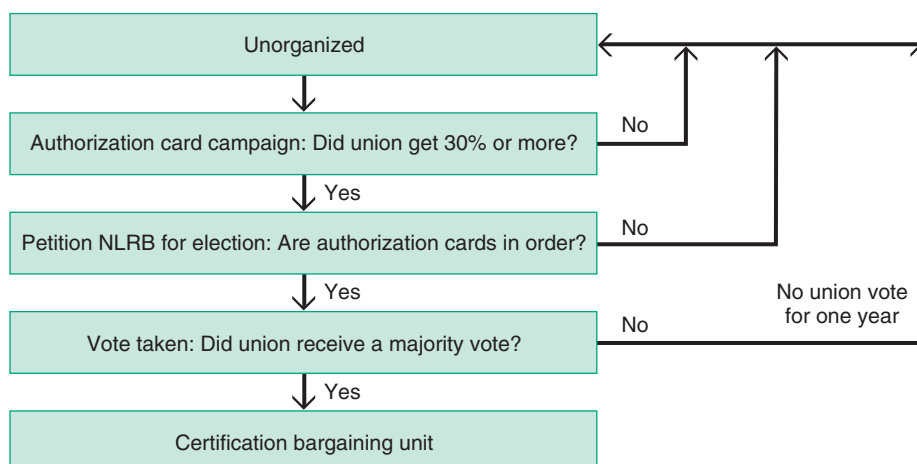 Unorganized
Authorization card campaign: Did union get 30% or more?
No
Yes
Petition NLRB for election: Are authorization cards in order?
No
Yes
No union vote
for one year
Vote taken: Did union receive a majority vote?
No
Yes
Certification bargaining unit